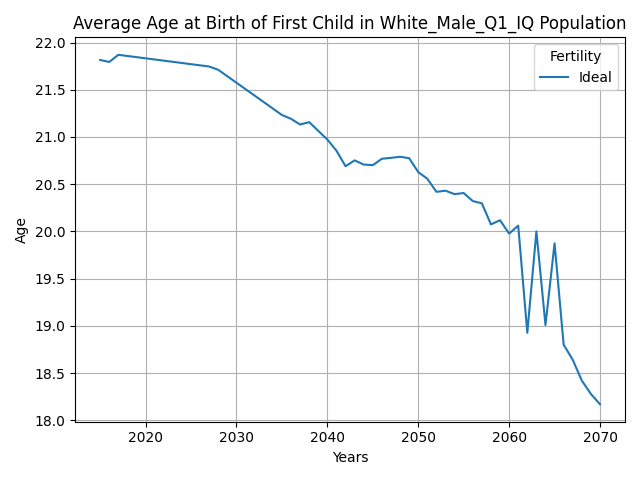 Average Age at Birth of First Child in White_Male_Q1_IQ Population
Fertility
Ideal
Age
22.0
21.5
21.0
20.5
20.0
19.5
19.0
18.5
18.0
2020 2030 2040 2050 2060 2070
Years